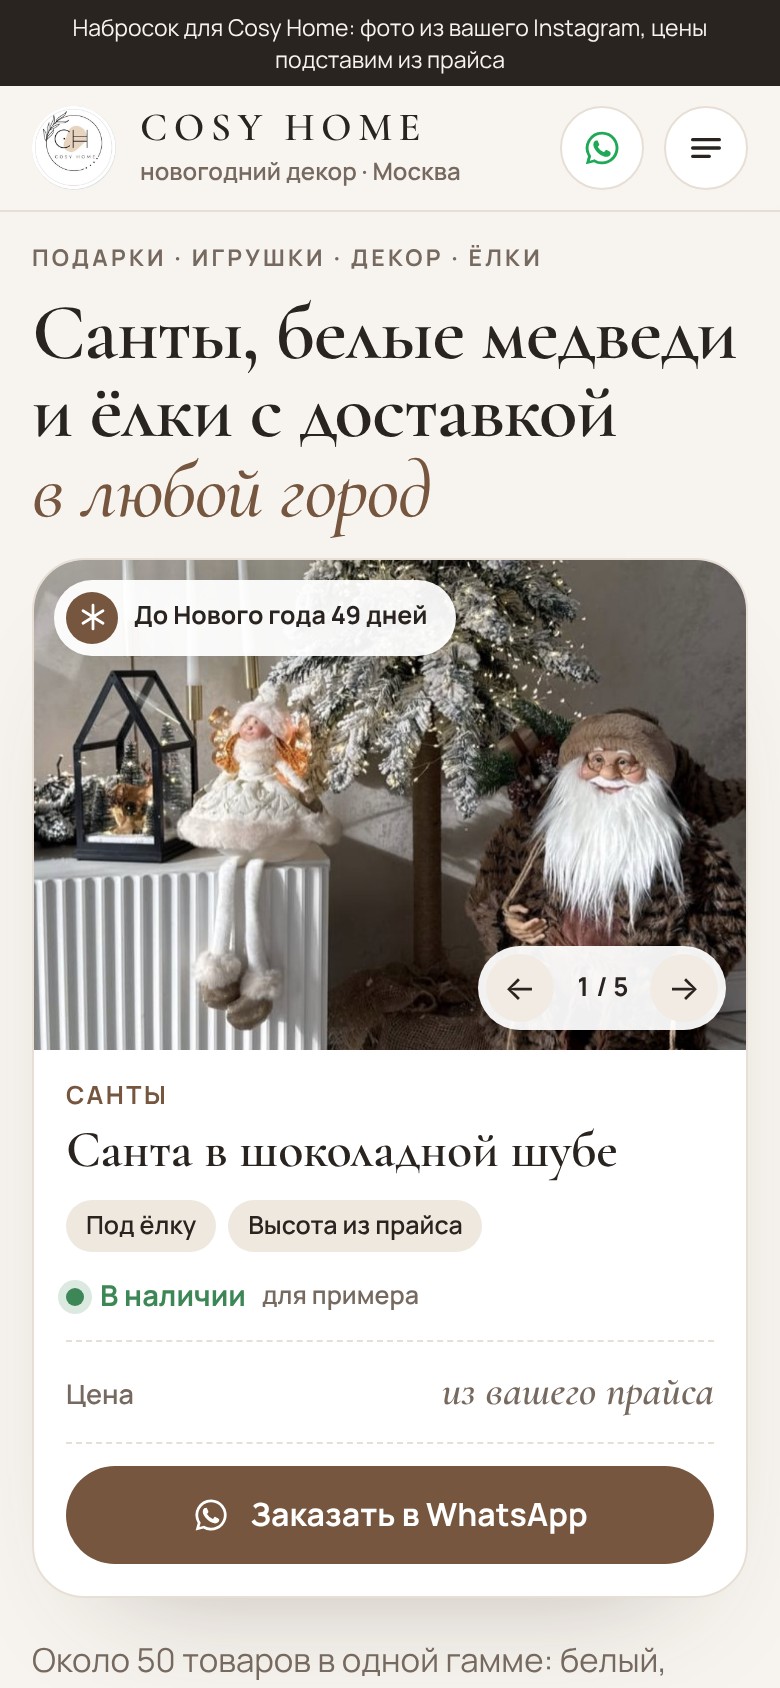 Набросок для Cosy Home: фото из вашего Instagram, цены
подставим из прайса
CH
COSY HOME
COSY HOME
новогодний декор · Москва
ПОДАРКИ · ИГРУШКИ · ДЕКОР · ЁЛКИ
Санты, белые медведи
и ёлки с доставкой
в любой город
До Нового года 49 дней
1 / 5
САНТЫ
Санта в шоколадной шубе
Под ёлку
Высота из прайса
В наличии для примера
Цена
из вашего прайса
Заказать в WhatsApp
Около 50 товаров в одной гамме: белый,